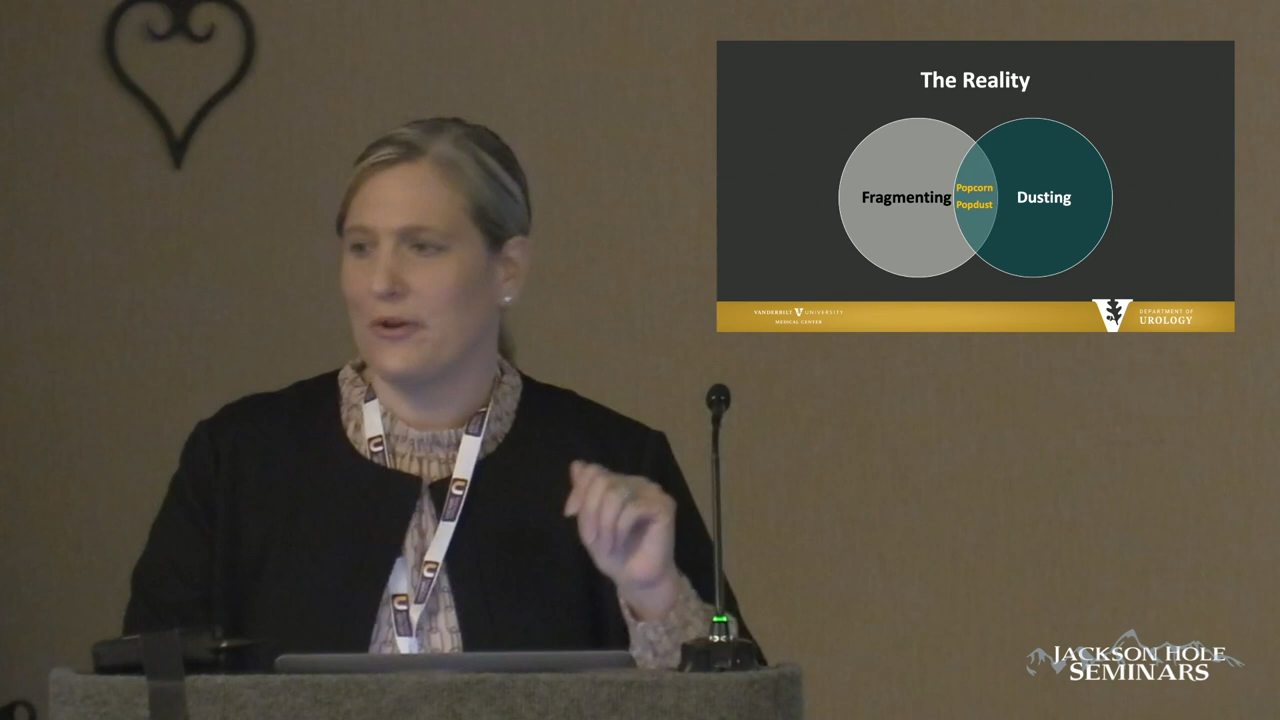 The Reality
Fragmenting
Popcorn
Popdust
Dusting
VANDERBILT V UNIVERSITY
MEDICAL CENTER
DEPARTMENT OF
UROLOGY
JACKSON HOLE
SEMINARS